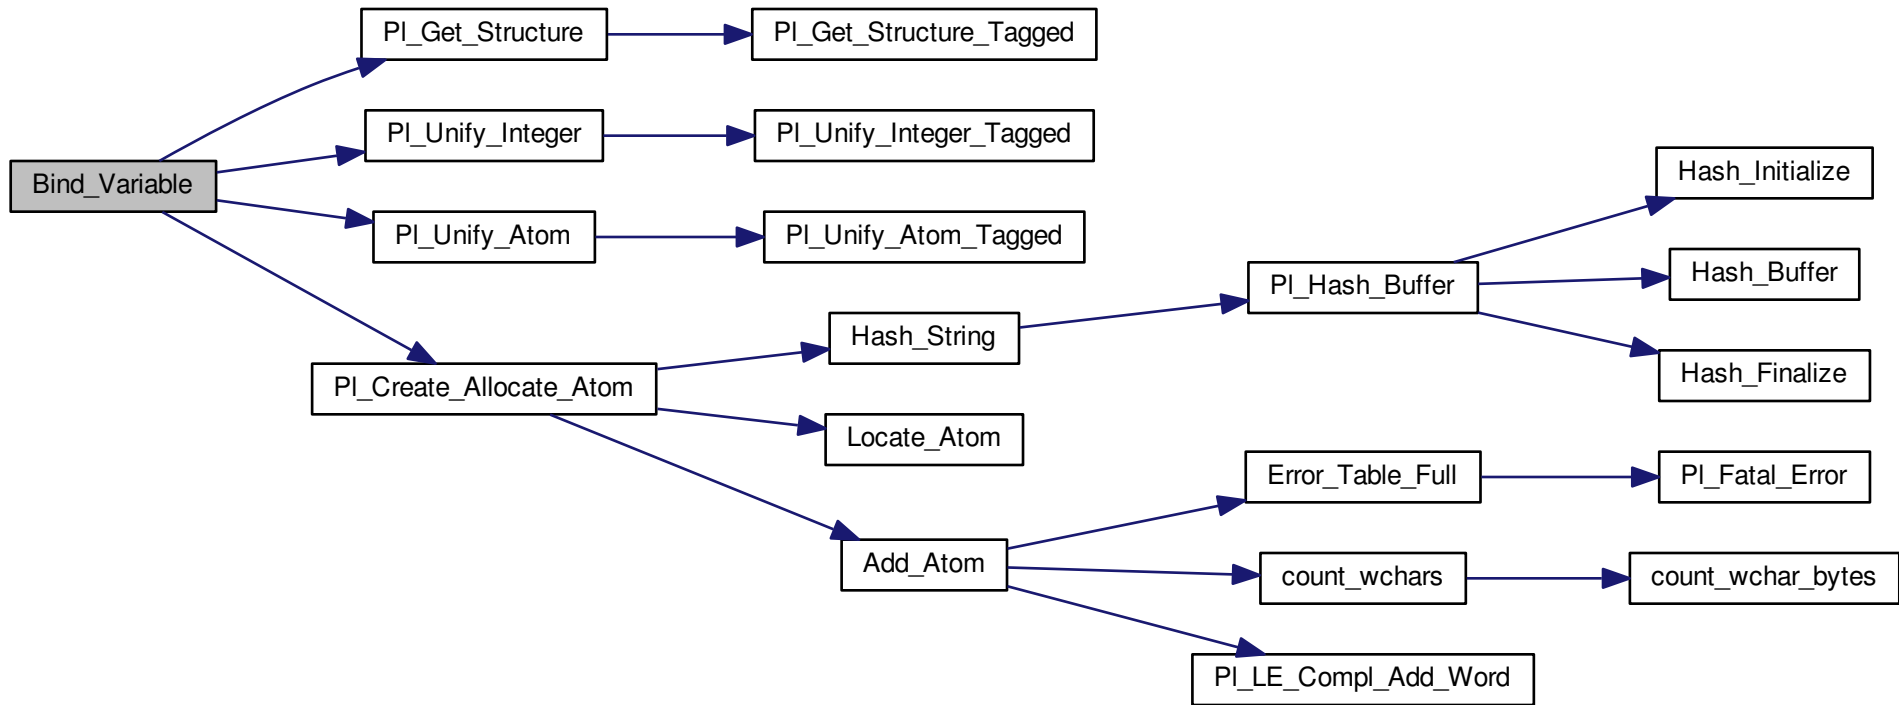 Pl_Get_Structure
Pl_Get_Structure_Tagged
Pl_Unify_Integer
Pl_Unify_Integer_Tagged
Bind_Variable
Hash_Initialize
Pl_Unify_Atom
Pl_Unify_Atom_Tagged
Pl_Hash_Buffer
Hash_Buffer
Hash_String
Pl_Create_Allocate_Atom
Hash_Finalize
Locate_Atom
Error_Table_Full
Pl_Fatal_Error
Add_Atom
count_wchars
count_wchar_bytes
Pl_LE_Compl_Add_Word